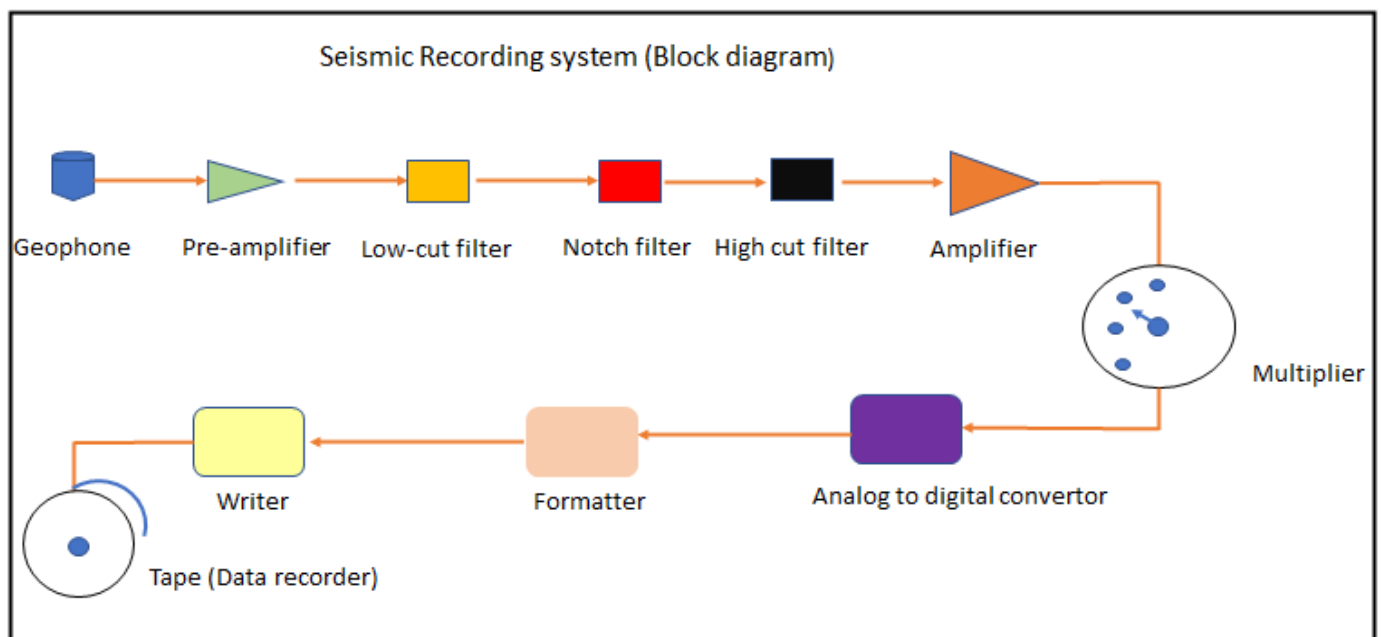 Seismic Recording system (Block diagram)
Geophone
Pre-amplifier
Low-cut filter
Notch filter
High cut filter
Amplifier
Multiplier
Writer
Formatter
Analog to digital convertor
Tape (Data recorder)